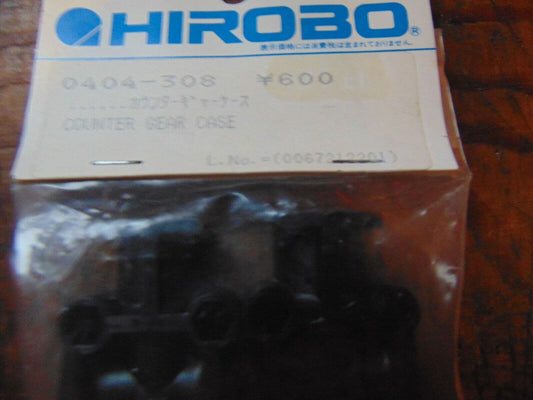 HIROBO®
表示価格には消費税は含まれておりません。
0404-308 ¥600
......カウンターギャーケース
COUNTER GEAR CASE
L.No.=(0067212201)